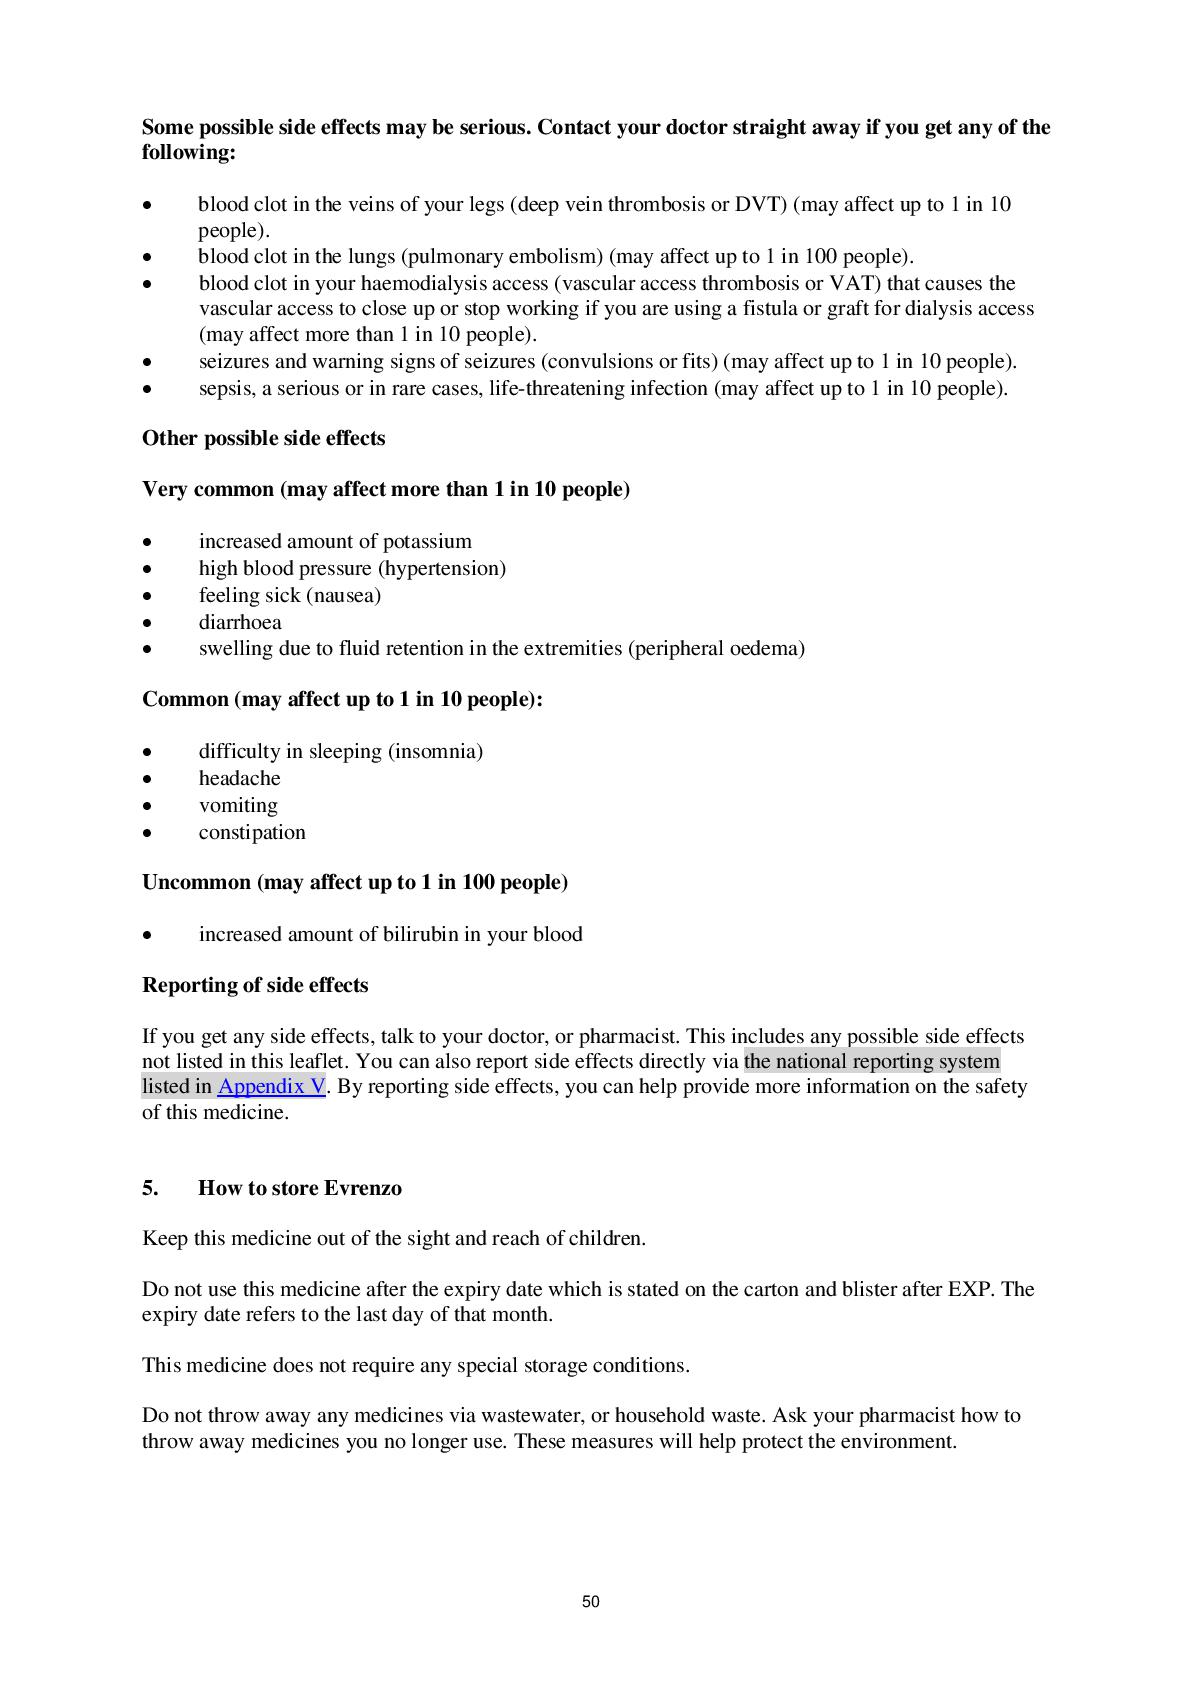 Some possible side effects may be serious. Contact your doctor straight away if you get any of the
following:
• blood clot in the veins of your legs (deep vein thrombosis or DVT) (may affect up to 1 in 10
people).
• blood clot in the lungs (pulmonary embolism) (may affect up to 1 in 100 people).
• blood clot in your haemodialysis access (vascular access thrombosis or VAT) that causes the
vascular access to close up or stop working if you are using a fistula or graft for dialysis access
(may affect more than 1 in 10 people).
• seizures and warning signs of seizures (convulsions or fits) (may affect up to 1 in 10 people).
• sepsis, a serious or in rare cases, life-threatening infection (may affect up to 1 in 10 people).
Other possible side effects
Very common (may affect more than 1 in 10 people)
• increased amount of potassium
• high blood pressure (hypertension)
• feeling sick (nausea)
• diarrhoea
• swelling due to fluid retention in the extremities (peripheral oedema)
Common (may affect up to 1 in 10 people):
• difficulty in sleeping (insomnia)
• headache
• vomiting
• constipation
Uncommon (may affect up to 1 in 100 people)
• increased amount of bilirubin in your blood
Reporting of side effects
If you get any side effects, talk to your doctor, or pharmacist. This includes any possible side effects
not listed in this leaflet. You can also report side effects directly via the national reporting system
listed in Appendix V. By reporting side effects, you can help provide more information on the safety
of this medicine.
5. How to store Evrenzo
Keep this medicine out of the sight and reach of children.
Do not use this medicine after the expiry date which is stated on the carton and blister after EXP. The
expiry date refers to the last day of that month.
This medicine does not require any special storage conditions.
Do not throw away any medicines via wastewater, or household waste. Ask your pharmacist how to
throw away medicines you no longer use. These measures will help protect the environment.
50